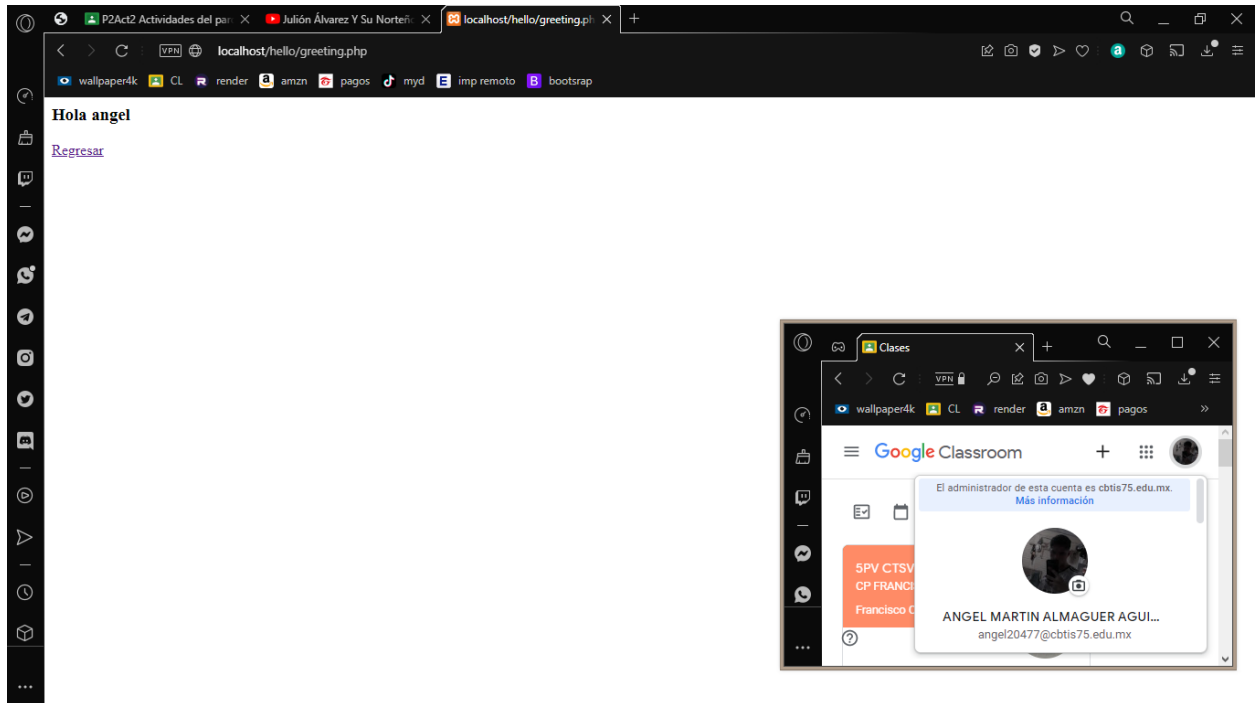 P2Act2 Actividades del par
Julión Álvarez Y Su Norteño
localhost/hello/greeting.ph
VPN
localhost/hello/greeting.php
wallpaper4k CL render amzn pagos myd imp remoto bootsrap
Hola angel
Regresar
Clases
VPN
wallpaper4k CL render amzn pagos
Google Classroom
El administrador de esta cuenta es cbtis75.edu.mx.
Más información
5PV CTSV
CP FRANCI
Francisco C
ANGEL MARTIN ALMAGUER AGUI...
angel20477@cbtis75.edu.mx